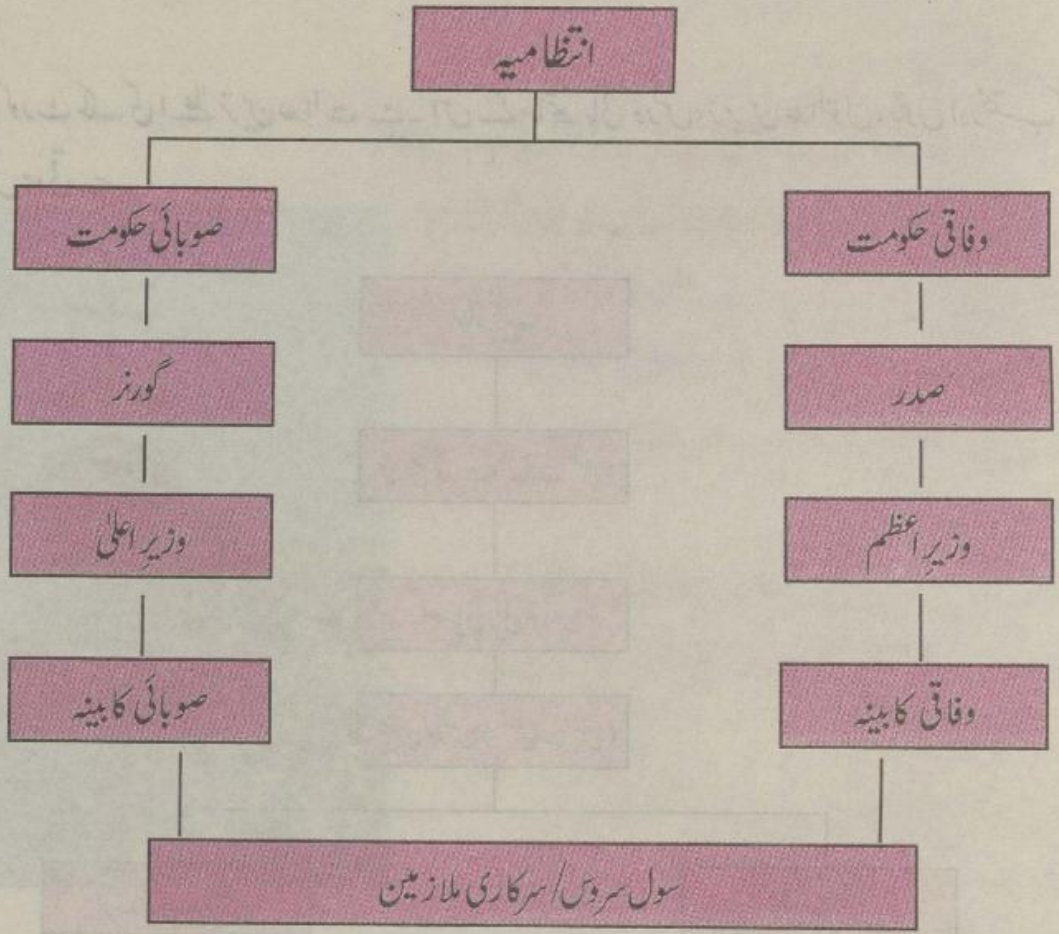 انتظامیہ
وفاقی حکومت
صوبائی حکومت
صدر
گورنر
وزیرِ اعظم
وزیرِ اعلیٰ
وفاقی کابینہ
صوبائی کابینہ
سول سروس/سرکاری ملازمین